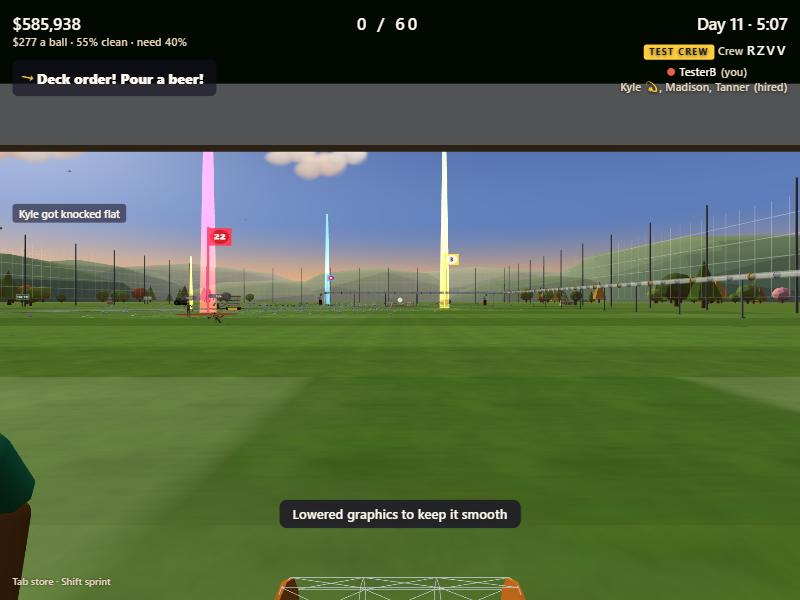 $585,938
0 / 60
Day 11 · 5:07
$277 a ball · 55% clean · need 40%
TEST CREW Crew RZVV
→ Deck order! Pour a beer!
TesterB (you)
Kyle 💫, Madison, Tanner (hired)
Kyle got knocked flat
22
Lowered graphics to keep it smooth
Tab store · Shift sprint